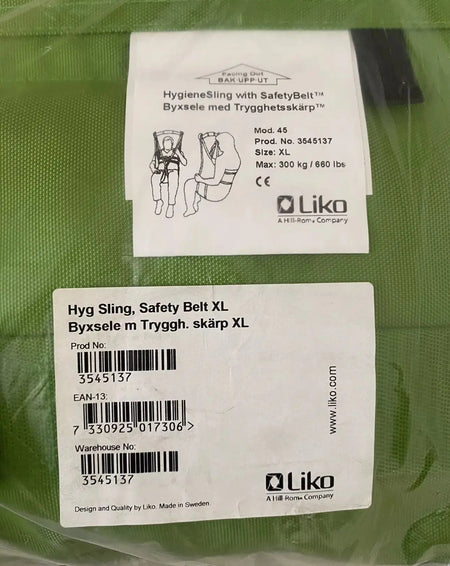 Facing Out
BAK·UPP·UT
HygieneSling with SafetyBelt™
Byxsele med Trygghetsskärp™
Mod. 45
Prod. No. 3545137
Size: XL
Max: 300 kg / 660 lbs
CE
Liko
A Hill-Rom® Company
Hyg Sling, Safety Belt XL
Byxsele m Tryggh. skärp XL
Prod No:
3545137
EAN-13:
7 330925 017306 >
Warehouse No:
3545137
www.liko.com
Liko
A Hill-Rom® Company
Design and Quality by Liko. Made in Sweden.